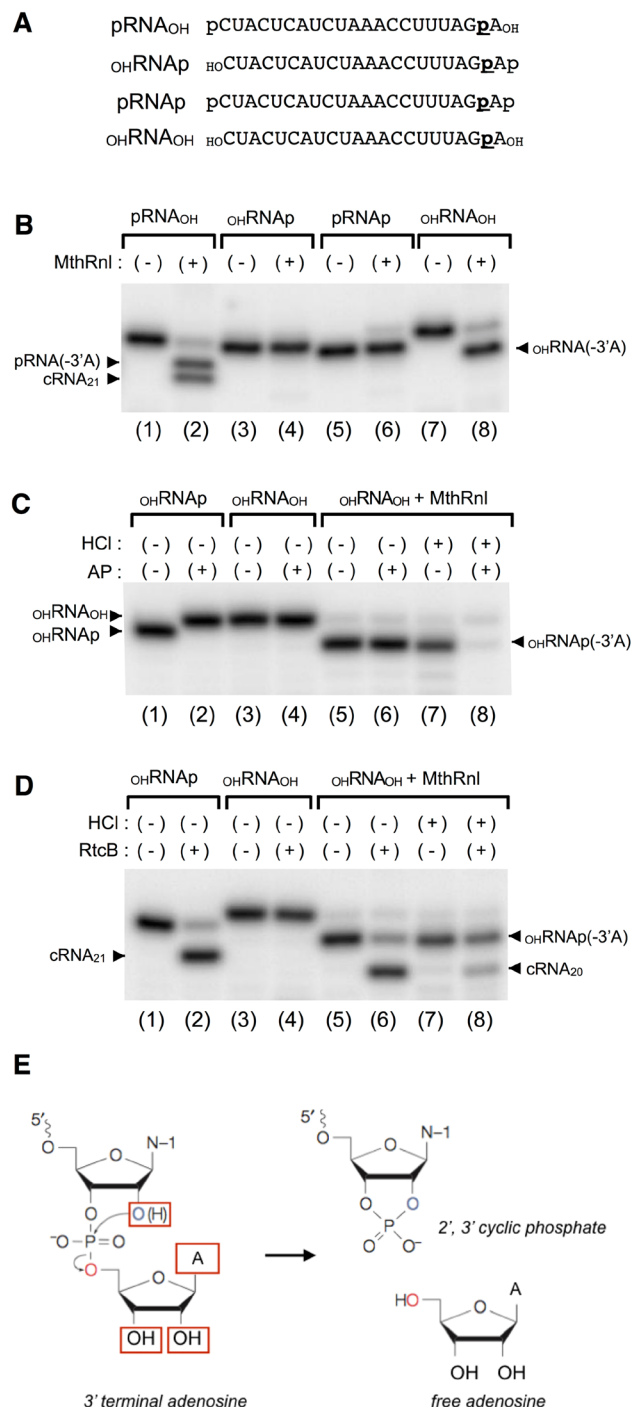 A
pRNAOH pCUACUCAUCUAAACCUUUAGpAOH
OHRNAp HOCUACUCAUCUAAACCUUUAGpAp
pRNAp pCUACUCAUCUAAACCUUUAGpAp
OHRNAOH HOCUACUCAUCUAAACCUUUAGpAOH
B
pRNAOH OHRNAp pRNAp OHRNAOH
MthRnl : (-) (+) (-) (+) (-) (+) (-) (+)
pRNA(-3'A)
cRNA21
OHRNA(-3'A)
(1) (2) (3) (4) (5) (6) (7) (8)
C
OHRNAp OHRNAOH OHRNAOH + MthRnl
HCl : (-) (-) (-) (-) (-) (-) (+) (+)
AP : (-) (+) (-) (+) (-) (+) (-) (+)
OHRNAOH
OHRNAp
OHRNAp(-3'A)
(1) (2) (3) (4) (5) (6) (7) (8)
D
OHRNAp OHRNAOH OHRNAOH + MthRnl
HCl : (-) (-) (-) (-) (-) (-) (+) (+)
RtcB : (-) (+) (-) (+) (-) (+) (-) (+)
cRNA21
OHRNAp(-3'A)
cRNA20
(1) (2) (3) (4) (5) (6) (7) (8)
E
5'
O
O
N-1
O
O(H)
-O
P
O
O
O
A
OH
OH
3' terminal adenosine
5'
O
O
N-1
O
O
P
O
O-
2', 3' cyclic phosphate
HO
O
A
OH
OH
free adenosine